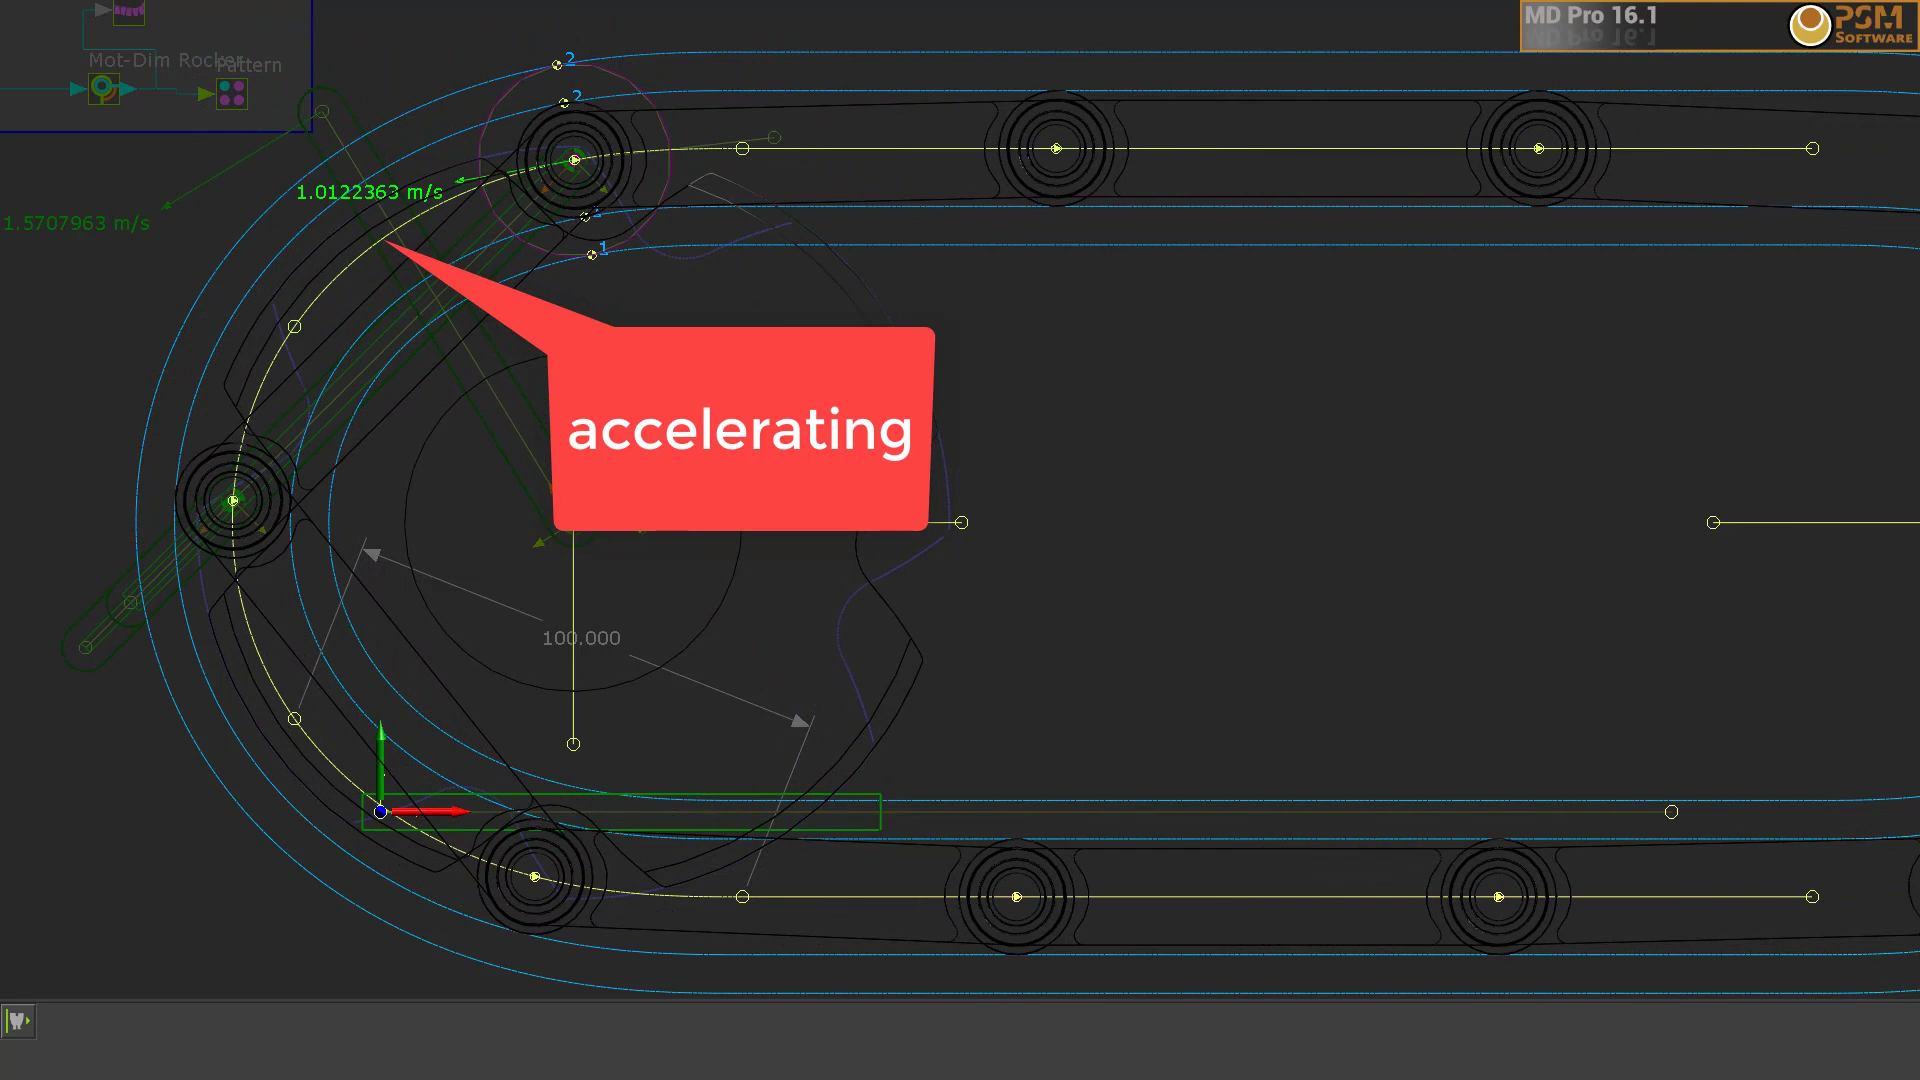 MD Pro 16.1
PSM
SOFTWARE
Mot-Dim Rocker
Pattern
2
2
1.0122363 m/s
1.5707963 m/s
1
accelerating
100.000